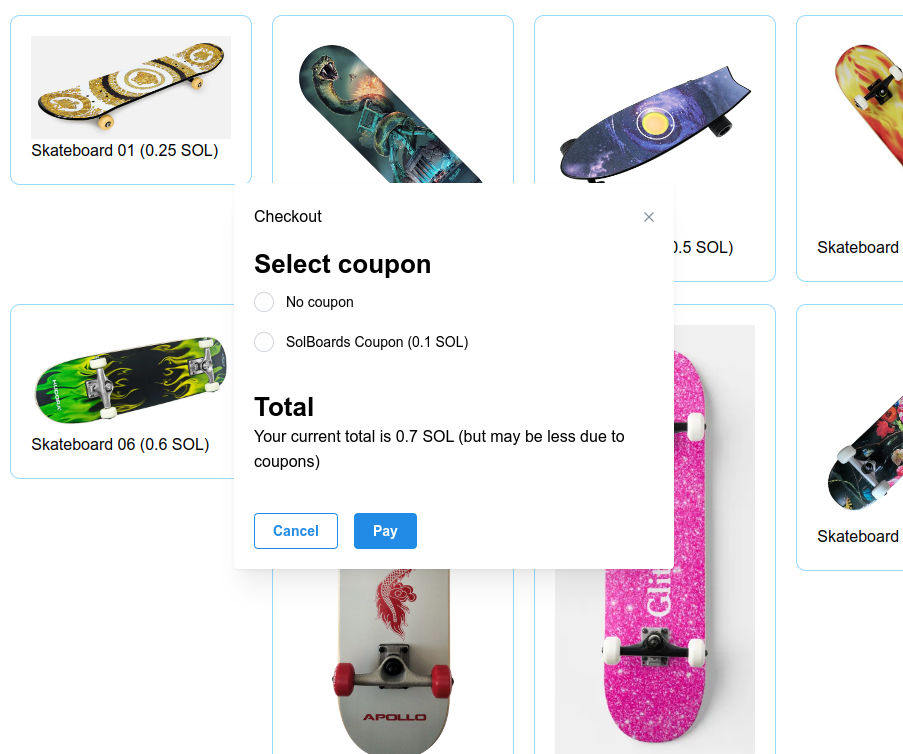 Skateboard 01 (0.25 SOL)
0.5 SOL)
Skateboard
Checkout
Select coupon
No coupon
SolBoards Coupon (0.1 SOL)
Total
Your current total is 0.7 SOL (but may be less due to
coupons)
Cancel
Pay
Skateboard 06 (0.6 SOL)
Skateboard
Glit
APOLLO